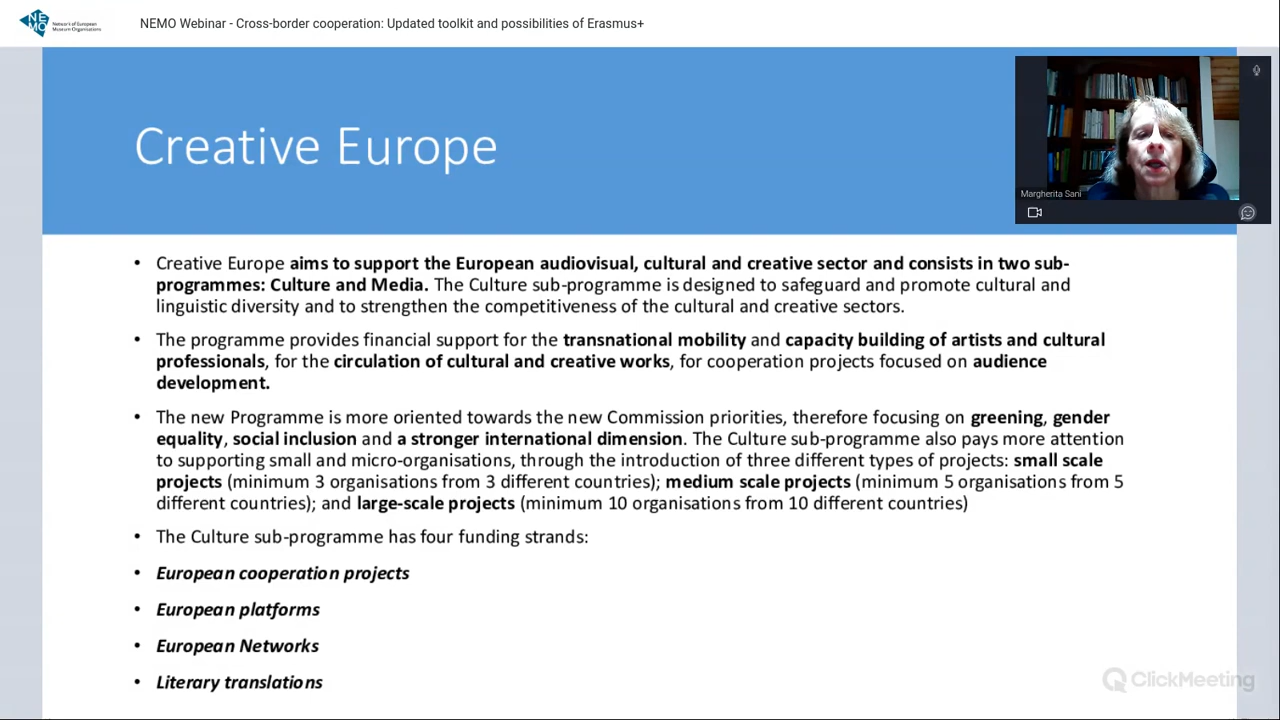 NEMO
Network of European
Museum Organisations
NEMO Webinar - Cross-border cooperation: Updated toolkit and possibilities of Erasmus+
Creative Europe
Margherita Sani
• Creative Europe aims to support the European audiovisual, cultural and creative sector and consists in two sub-
programmes: Culture and Media. The Culture sub-programme is designed to safeguard and promote cultural and
linguistic diversity and to strengthen the competitiveness of the cultural and creative sectors.
• The programme provides financial support for the transnational mobility and capacity building of artists and cultural
professionals, for the circulation of cultural and creative works, for cooperation projects focused on audience
development.
• The new Programme is more oriented towards the new Commission priorities, therefore focusing on greening, gender
equality, social inclusion and a stronger international dimension. The Culture sub-programme also pays more attention
to supporting small and micro-organisations, through the introduction of three different types of projects: small scale
projects (minimum 3 organisations from 3 different countries); medium scale projects (minimum 5 organisations from 5
different countries); and large-scale projects (minimum 10 organisations from 10 different countries)
• The Culture sub-programme has four funding strands:
• European cooperation projects
• European platforms
• European Networks
• Literary translations
ClickMeeting